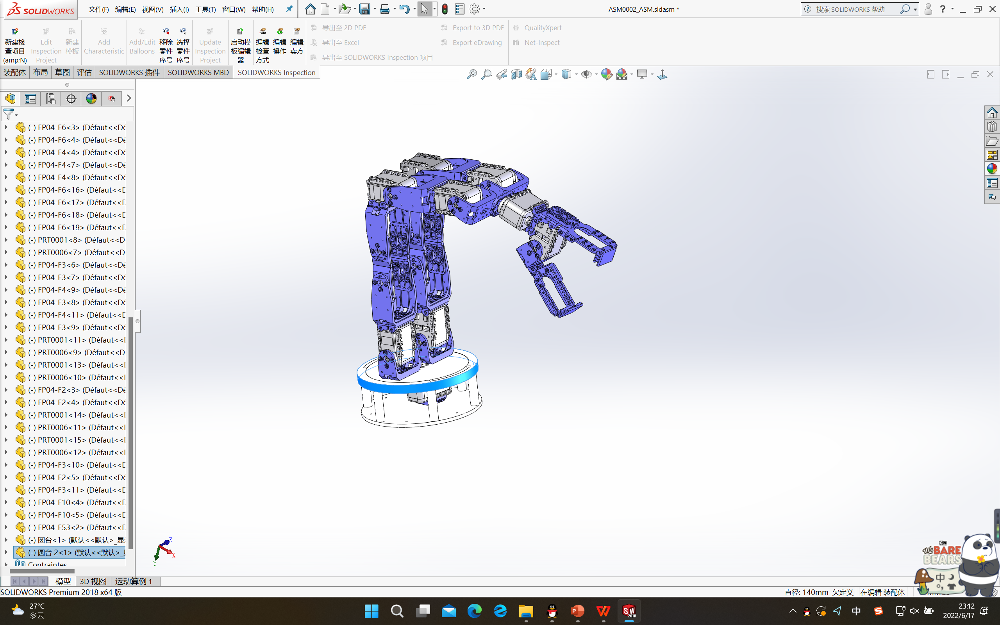 SOLIDWORKS 文件(F) 编辑(E) 视图(V) 插入(I) 工具(T) 窗口(W) 帮助(H) ASM0002_ASM.sldasm * 搜索 SOLIDWORKS 帮助 ?
新建检查项目(amp;N)
Edit Inspection Project
新建模板
Add Characteristic
Add/Edit Balloons
移除零件序号
选择零件序号
Update Inspection Project
启动模板编辑器
编辑检查方式
编辑操作
编辑卖方
导出至 2D PDF
导出至 Excel
导出至 SOLIDWORKS Inspection 项目
Export to 3D PDF
Export eDrawing
QualityXpert
Net-Inspect
装配体 布局 草图 评估 SOLIDWORKS 插件 SOLIDWORKS MBD SOLIDWORKS Inspection
(-) FP04-F6<3> (Défaut<<Dé
(-) FP04-F6<4> (Défaut<<Dé
(-) FP04-F4<4> (Défaut<<Dé
(-) FP04-F4<7> (Défaut<<Dé
(-) FP04-F4<8> (Défaut<<Dé
(-) FP04-F6<16> (Défaut<<D
(-) FP04-F6<17> (Défaut<<D
(-) FP04-F6<18> (Défaut<<D
(-) FP04-F6<19> (Défaut<<D
(-) PRT0001<8> (Défaut<<D
(-) PRT0006<7> (Défaut<<D
(-) FP04-F3<6> (Défaut<<Dé
(-) FP04-F3<7> (Défaut<<Dé
(-) FP04-F4<9> (Défaut<<Dé
(-) FP04-F3<8> (Défaut<<Dé
(-) FP04-F4<11> (Défaut<<D
(-) FP04-F3<9> (Défaut<<Dé
(-) PRT0001<11> (Défaut<<
(-) PRT0006<9> (Défaut<<D
(-) PRT0001<13> (Défaut<<
(-) PRT0006<10> (Défaut<<
(-) FP04-F2<3> (Défaut<<Dé
(-) FP04-F2<4> (Défaut<<Dé
(-) PRT0001<14> (Défaut<<
(-) PRT0006<11> (Défaut<<
(-) PRT0001<15> (Défaut<<
(-) PRT0006<12> (Défaut<<
(-) FP04-F3<10> (Défaut<<D
(-) FP04-F2<5> (Défaut<<Dé
(-) FP04-F3<11> (Défaut<<D
(-) FP04-F10<4> (Défaut<<D
(-) FP04-F10<5> (Défaut<<D
(-) FP04-F53<2> (Défaut<<D
(-) 圆台<1> (默认<<默认>_显
(-) 圆台 2<1> (默认<<默认>_
Contraintes
Z
X
Y
CN
We BARE
BEARS
中
模型 3D 视图 运动算例 1
SOLIDWORKS Premium 2018 x64 版 直径: 140mm 欠定义 在编辑 装配体
27°C
多云
P
W
SW
2018
中
S
23:12
2022/6/17